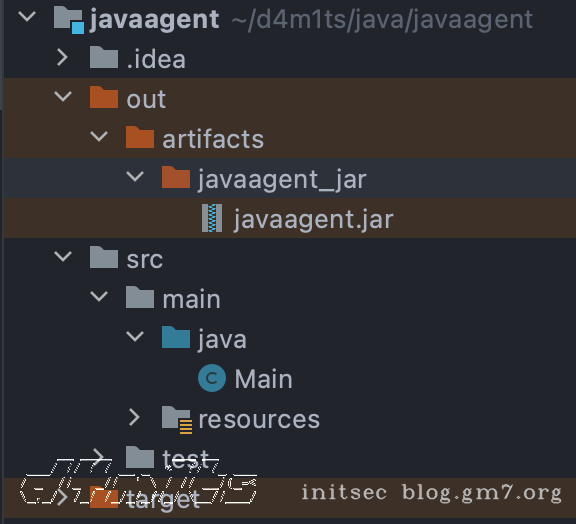 javaagent ~/d4m1ts/java/javaagent
.idea
out
artifacts
javaagent_jar
javaagent.jar
src
main
java
C Main
resources
test
target
initsec blog.gm7.org